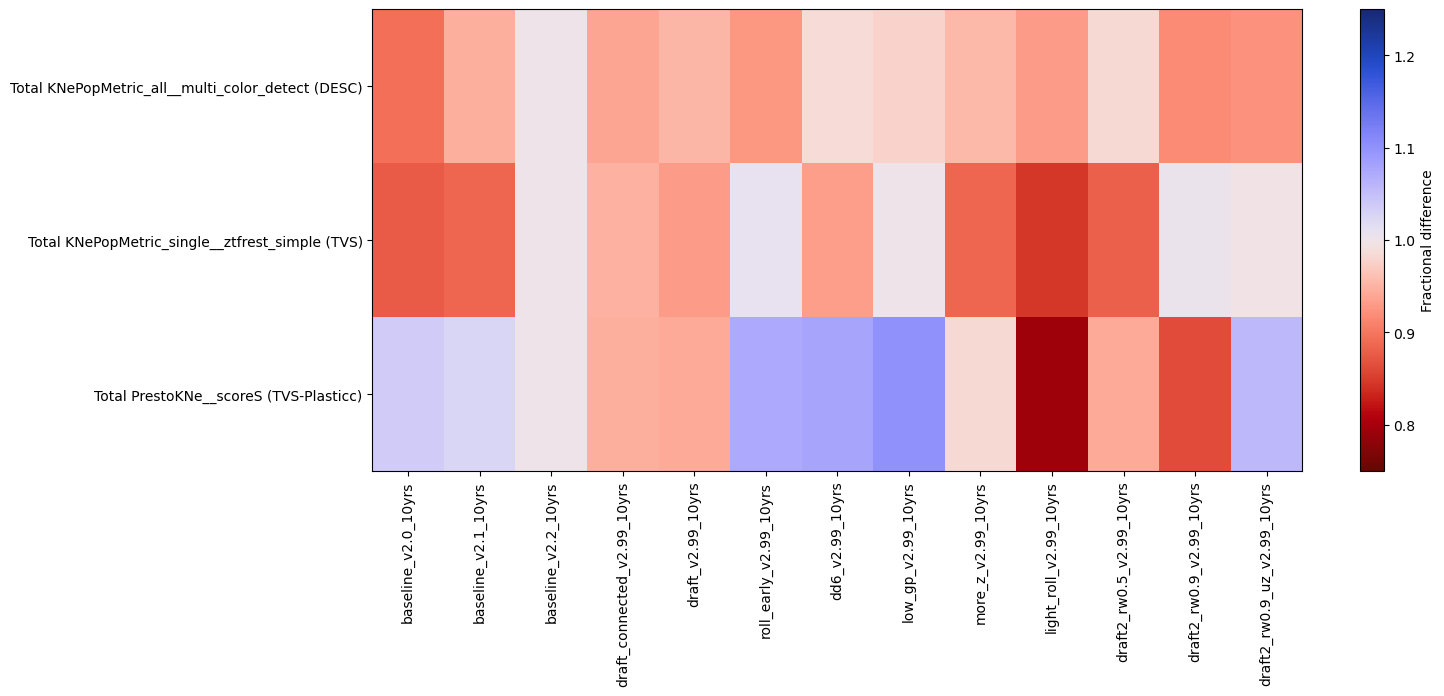 Total KNePopMetric_all__multi_color_detect (DESC)
Total KNePopMetric_single__ztfrest_simple (TVS)
Total PrestoKNe__scoreS (TVS-Plasticc)
baseline_v2.0_10yrs
baseline_v2.1_10yrs
baseline_v2.2_10yrs
draft_connected_v2.99_10yrs
draft_v2.99_10yrs
roll_early_v2.99_10yrs
dd6_v2.99_10yrs
low_gp_v2.99_10yrs
more_z_v2.99_10yrs
light_roll_v2.99_10yrs
draft2_rw0.5_v2.99_10yrs
draft2_rw0.9_v2.99_10yrs
draft2_rw0.9_uz_v2.99_10yrs
1.2
1.1
1.0
0.9
0.8
Fractional difference